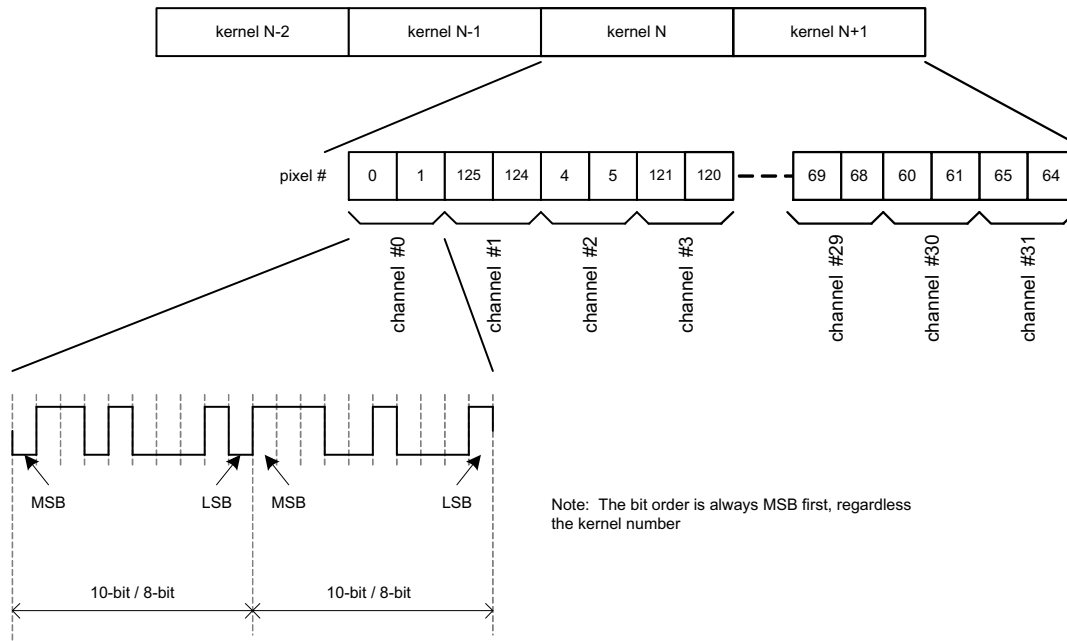 kernel N-2 kernel N-1 kernel N kernel N+1
pixel # 0 1 125 124 4 5 121 120 69 68 60 61 65 64
channel #0 channel #1 channel #2 channel #3 channel #29 channel #30 channel #31
MSB LSB MSB LSB
Note: The bit order is always MSB first, regardless
the kernel number
10-bit / 8-bit 10-bit / 8-bit